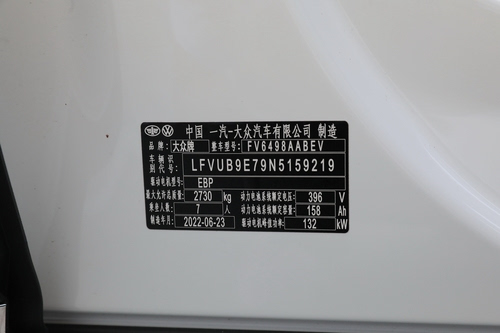 中国 一汽-大众汽车有限公司 制造
品牌 大众牌 整车型号 FV6498AABEV
车辆识别代号: LFVUB9E79N5159219
驱动电机型号 EBP
最大允许总质量 2730 kg 动力电池系统额定电压: 396 V
乘坐人数 7 人 动力电池系统额定容量 158 Ah
制造年月 2022-06-23 驱动电机峰值功率: 132 kW